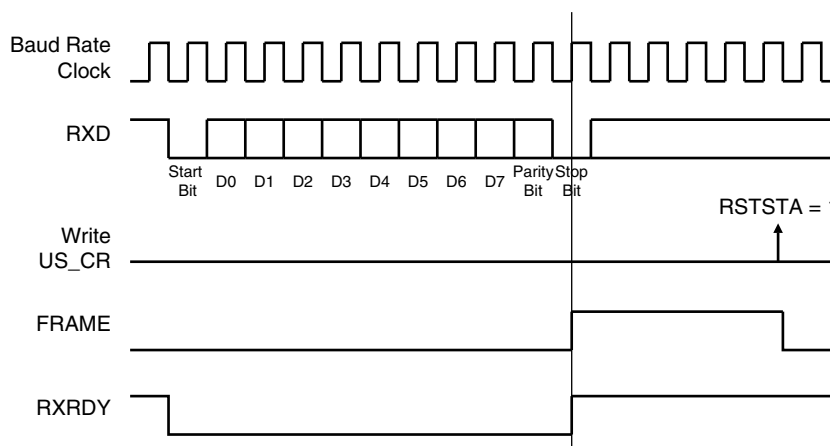 Baud Rate
Clock
RXD
Start
Bit
D0
D1
D2
D3
D4
D5
D6
D7
Parity
Bit
Stop
Bit
Write
US_CR
RSTSTA =
FRAME
RXRDY